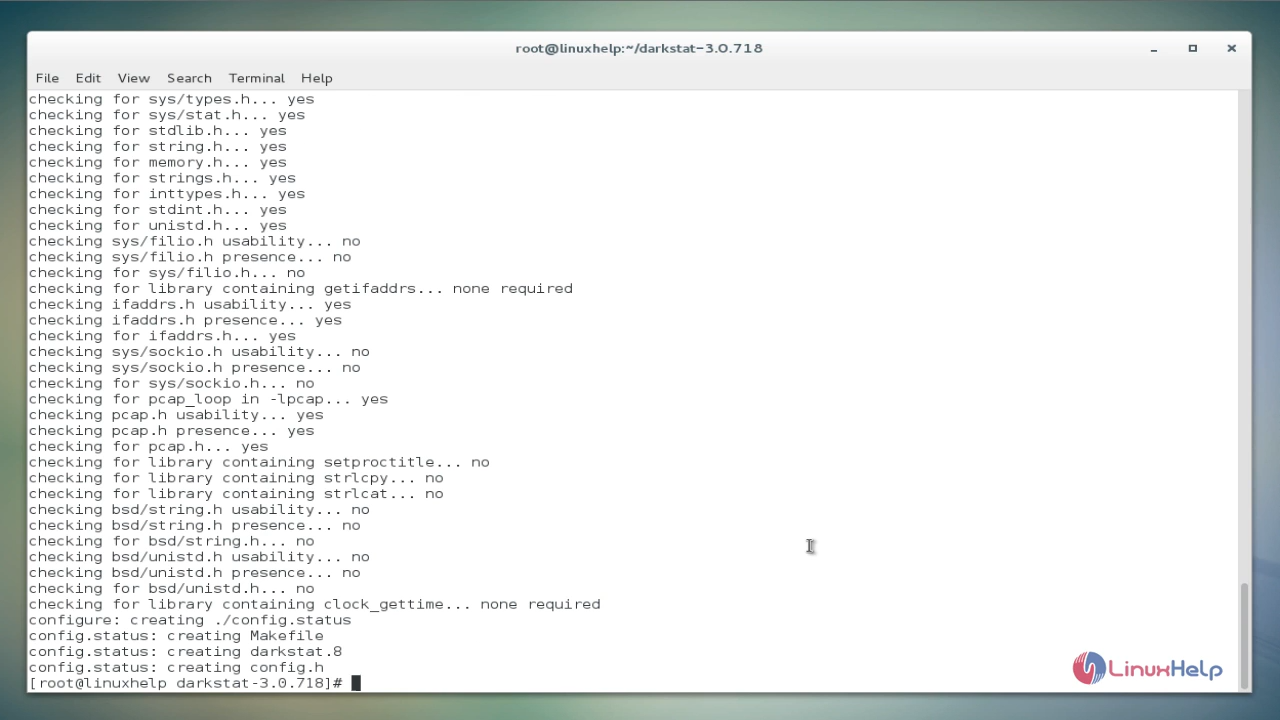 root@linuxhelp:~/darkstat-3.0.718
File Edit View Search Terminal Help
checking for sys/types.h... yes
checking for sys/stat.h... yes
checking for stdlib.h... yes
checking for string.h... yes
checking for memory.h... yes
checking for strings.h... yes
checking for inttypes.h... yes
checking for stdint.h... yes
checking for unistd.h... yes
checking sys/filio.h usability... no
checking sys/filio.h presence... no
checking for sys/filio.h... no
checking for library containing getifaddrs... none required
checking ifaddrs.h usability... yes
checking ifaddrs.h presence... yes
checking for ifaddrs.h... yes
checking sys/sockio.h usability... no
checking sys/sockio.h presence... no
checking for sys/sockio.h... no
checking for pcap_loop in -lpcap... yes
checking pcap.h usability... yes
checking pcap.h presence... yes
checking for pcap.h... yes
checking for library containing setproctitle... no
checking for library containing strlcpy... no
checking for library containing strlcat... no
checking bsd/string.h usability... no
checking bsd/string.h presence... no
checking for bsd/string.h... no
checking bsd/unistd.h usability... no
checking bsd/unistd.h presence... no
checking for bsd/unistd.h... no
checking for library containing clock_gettime... none required
configure: creating ./config.status
config.status: creating Makefile
config.status: creating darkstat.8
config.status: creating config.h
[root@linuxhelp darkstat-3.0.718]#
LinuxHelp